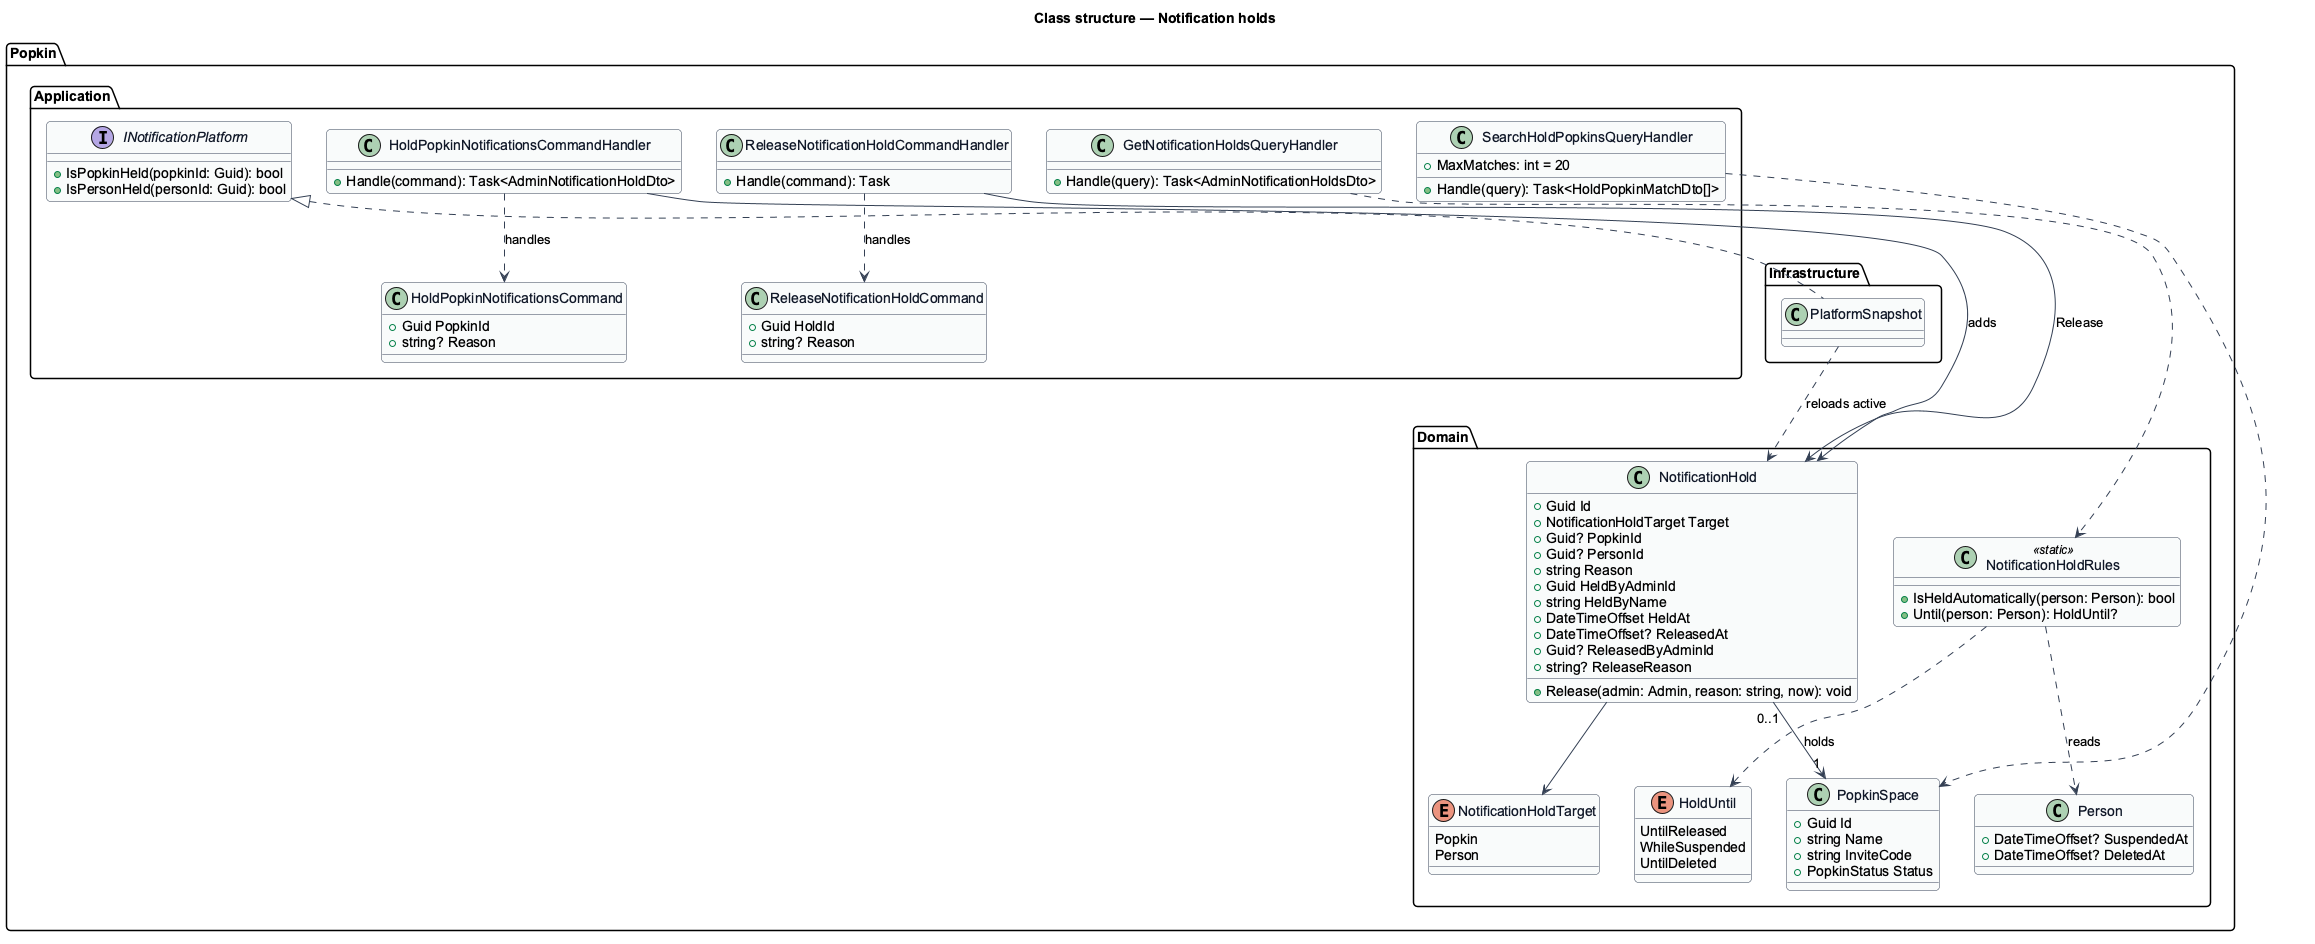 Class structure — Notification holds
Popkin
Application
INotificationPlatform
IsPopkinHeld(popkinId: Guid): bool
IsPersonHeld(personId: Guid): bool
HoldPopkinNotificationsCommandHandler
Handle(command): Task<AdminNotificationHoldDto>
ReleaseNotificationHoldCommandHandler
Handle(command): Task
GetNotificationHoldsQueryHandler
Handle(query): Task<AdminNotificationHoldsDto>
SearchHoldPopkinsQueryHandler
MaxMatches: int = 20
Handle(query): Task<HoldPopkinMatchDto[]>
handles
handles
HoldPopkinNotificationsCommand
Guid PopkinId
string? Reason
ReleaseNotificationHoldCommand
Guid HoldId
string? Reason
Infrastructure
PlatformSnapshot
adds
Release
reloads active
Domain
NotificationHold
Guid Id
NotificationHoldTarget Target
Guid? PopkinId
Guid? PersonId
string Reason
Guid HeldByAdminId
string HeldByName
DateTimeOffset HeldAt
DateTimeOffset? ReleasedAt
Guid? ReleasedByAdminId
string? ReleaseReason
Release(admin: Admin, reason: string, now): void
«static»
NotificationHoldRules
IsHeldAutomatically(person: Person): bool
Until(person: Person): HoldUntil?
0..1
holds
1
reads
NotificationHoldTarget
Popkin
Person
HoldUntil
UntilReleased
WhileSuspended
UntilDeleted
PopkinSpace
Guid Id
string Name
string InviteCode
PopkinStatus Status
Person
DateTimeOffset? SuspendedAt
DateTimeOffset? DeletedAt